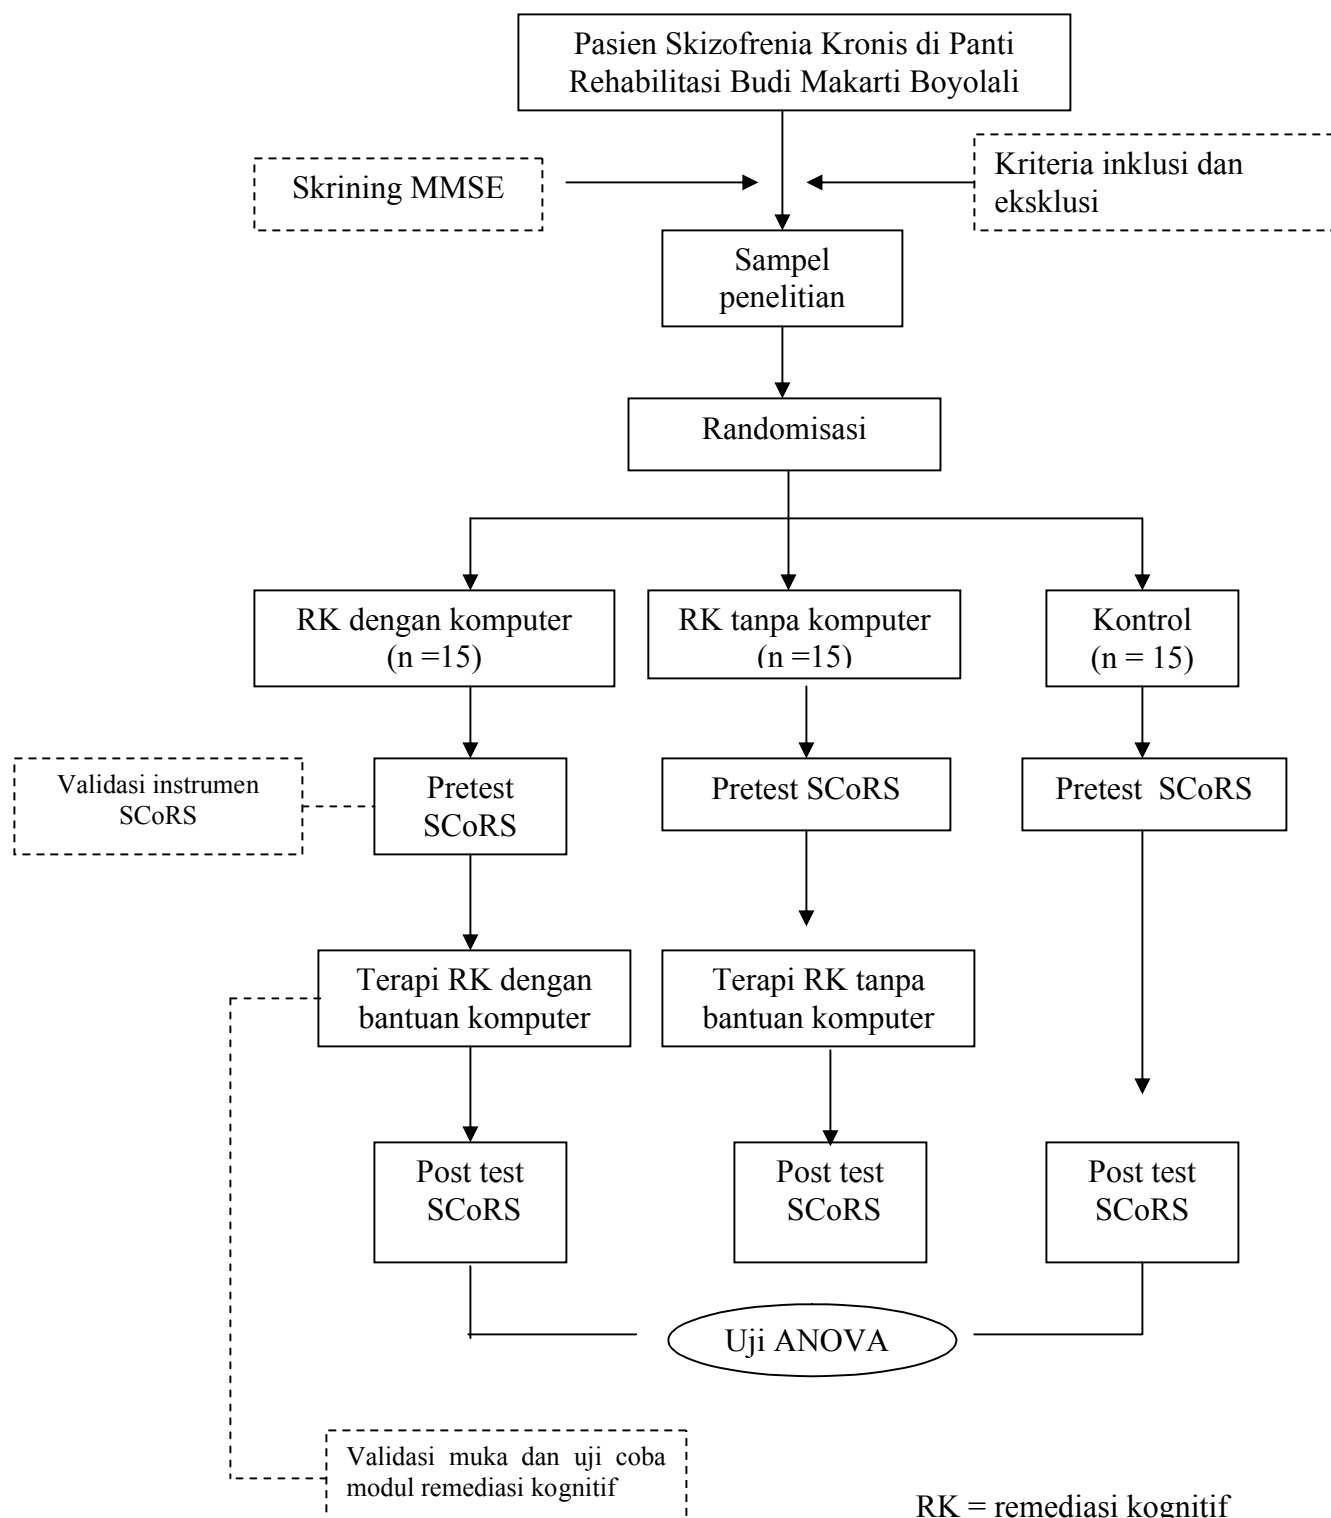 Pasien Skizofrenia Kronis di Panti
Rehabilitasi Budi Makarti Boyolali
Skrining MMSE
Kriteria inklusi dan
eksklusi
Sampel
penelitian
Randomisasi
RK dengan komputer
(n =15)
RK tanpa komputer
(n =15)
Kontrol
(n = 15)
Validasi instrumen
SCoRS
Pretest
SCoRS
Pretest SCoRS
Pretest  SCoRS
Terapi RK dengan
bantuan komputer
Terapi RK tanpa
bantuan komputer
Post test
SCoRS
Post test
SCoRS
Post test
SCoRS
Uji ANOVA
Validasi muka dan uji coba
modul remediasi kognitif
RK = remediasi kognitif